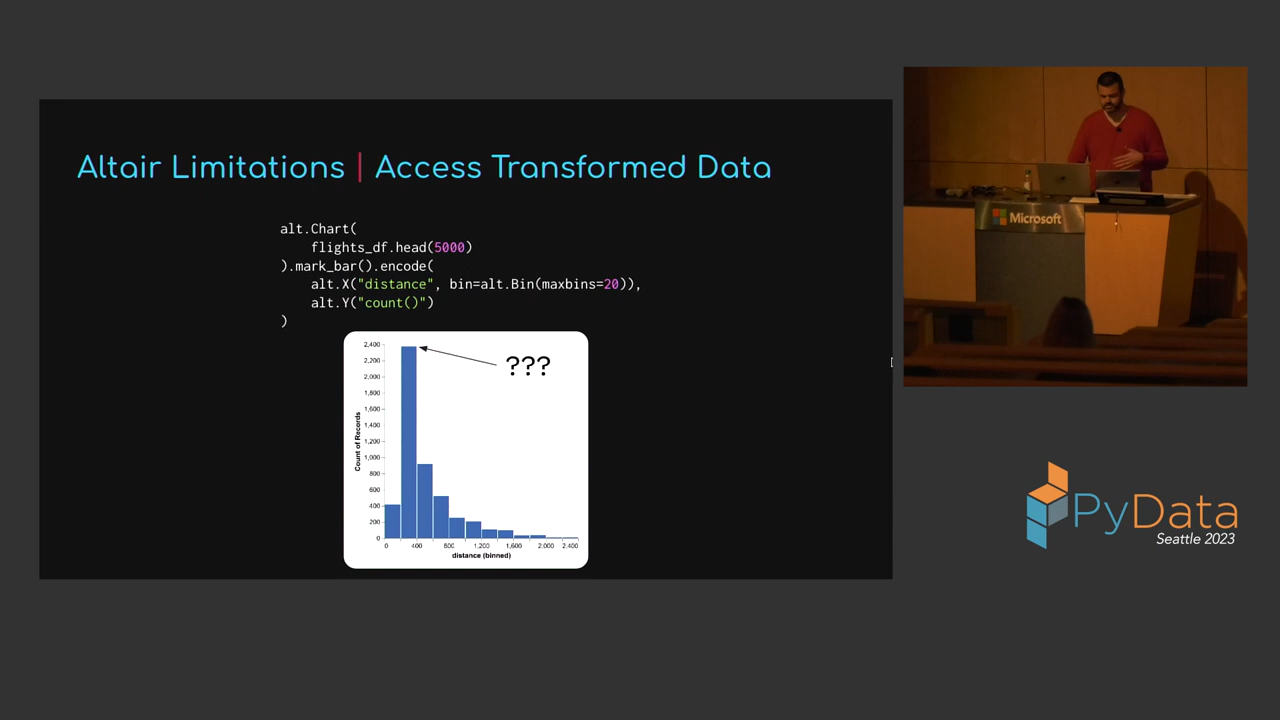 Altair Limitations | Access Transformed Data
alt.Chart(
    flights_df.head(5000)
).mark_bar().encode(
    alt.X("distance", bin=alt.Bin(maxbins=20)),
    alt.Y("count()")
)
???
2,400
2,200
2,000
1,800
1,600
1,400
1,200
1,000
800
600
400
200
0
Count of Records
0 400 800 1,200 1,600 2,000 2,400
distance (binned)
Microsoft
PyData
Seattle 2023